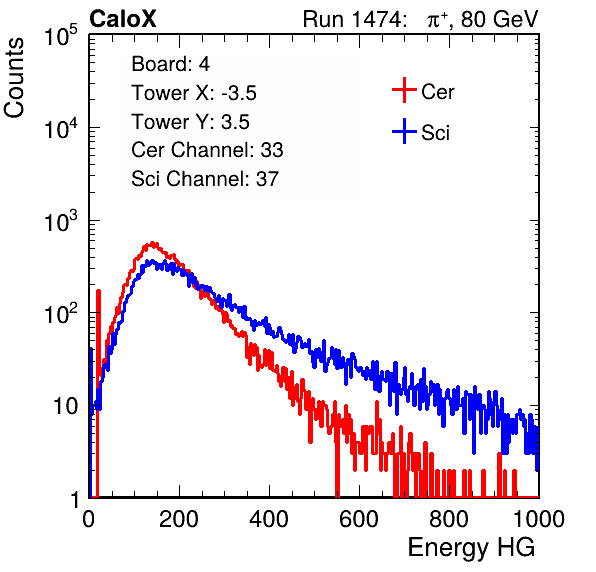 CaloX Run 1474: π⁺, 80 GeV
Counts
10⁵
10⁴
10³
10²
10
1
Board: 4
Tower X: -3.5
Tower Y: 3.5
Cer Channel: 33
Sci Channel: 37
Cer
Sci
0 200 400 600 800 1000
Energy HG